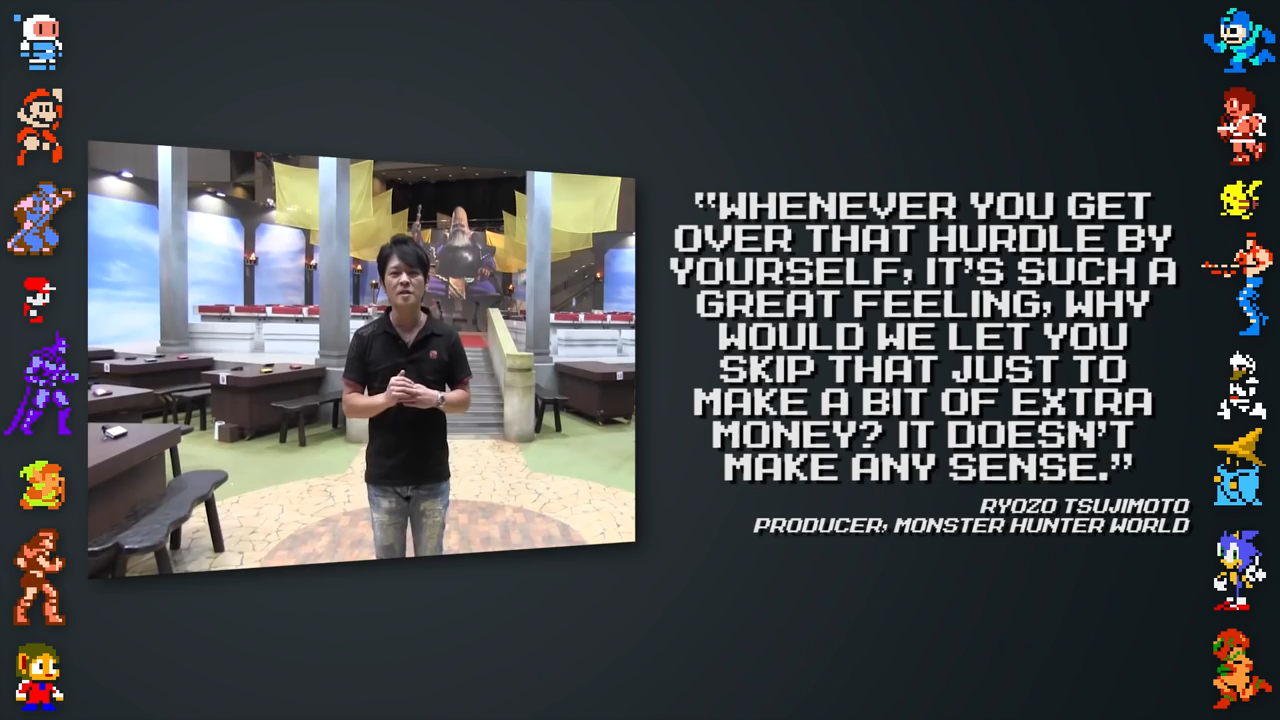 "WHENEVER YOU GET
OVER THAT HURDLE BY
YOURSELF, IT'S SUCH A
GREAT FEELING, WHY
WOULD WE LET YOU
SKIP THAT JUST TO
MAKE A BIT OF EXTRA
MONEY? IT DOESN'T
MAKE ANY SENSE."
RYOZO TSUJIMOTO
PRODUCER, MONSTER HUNTER WORLD